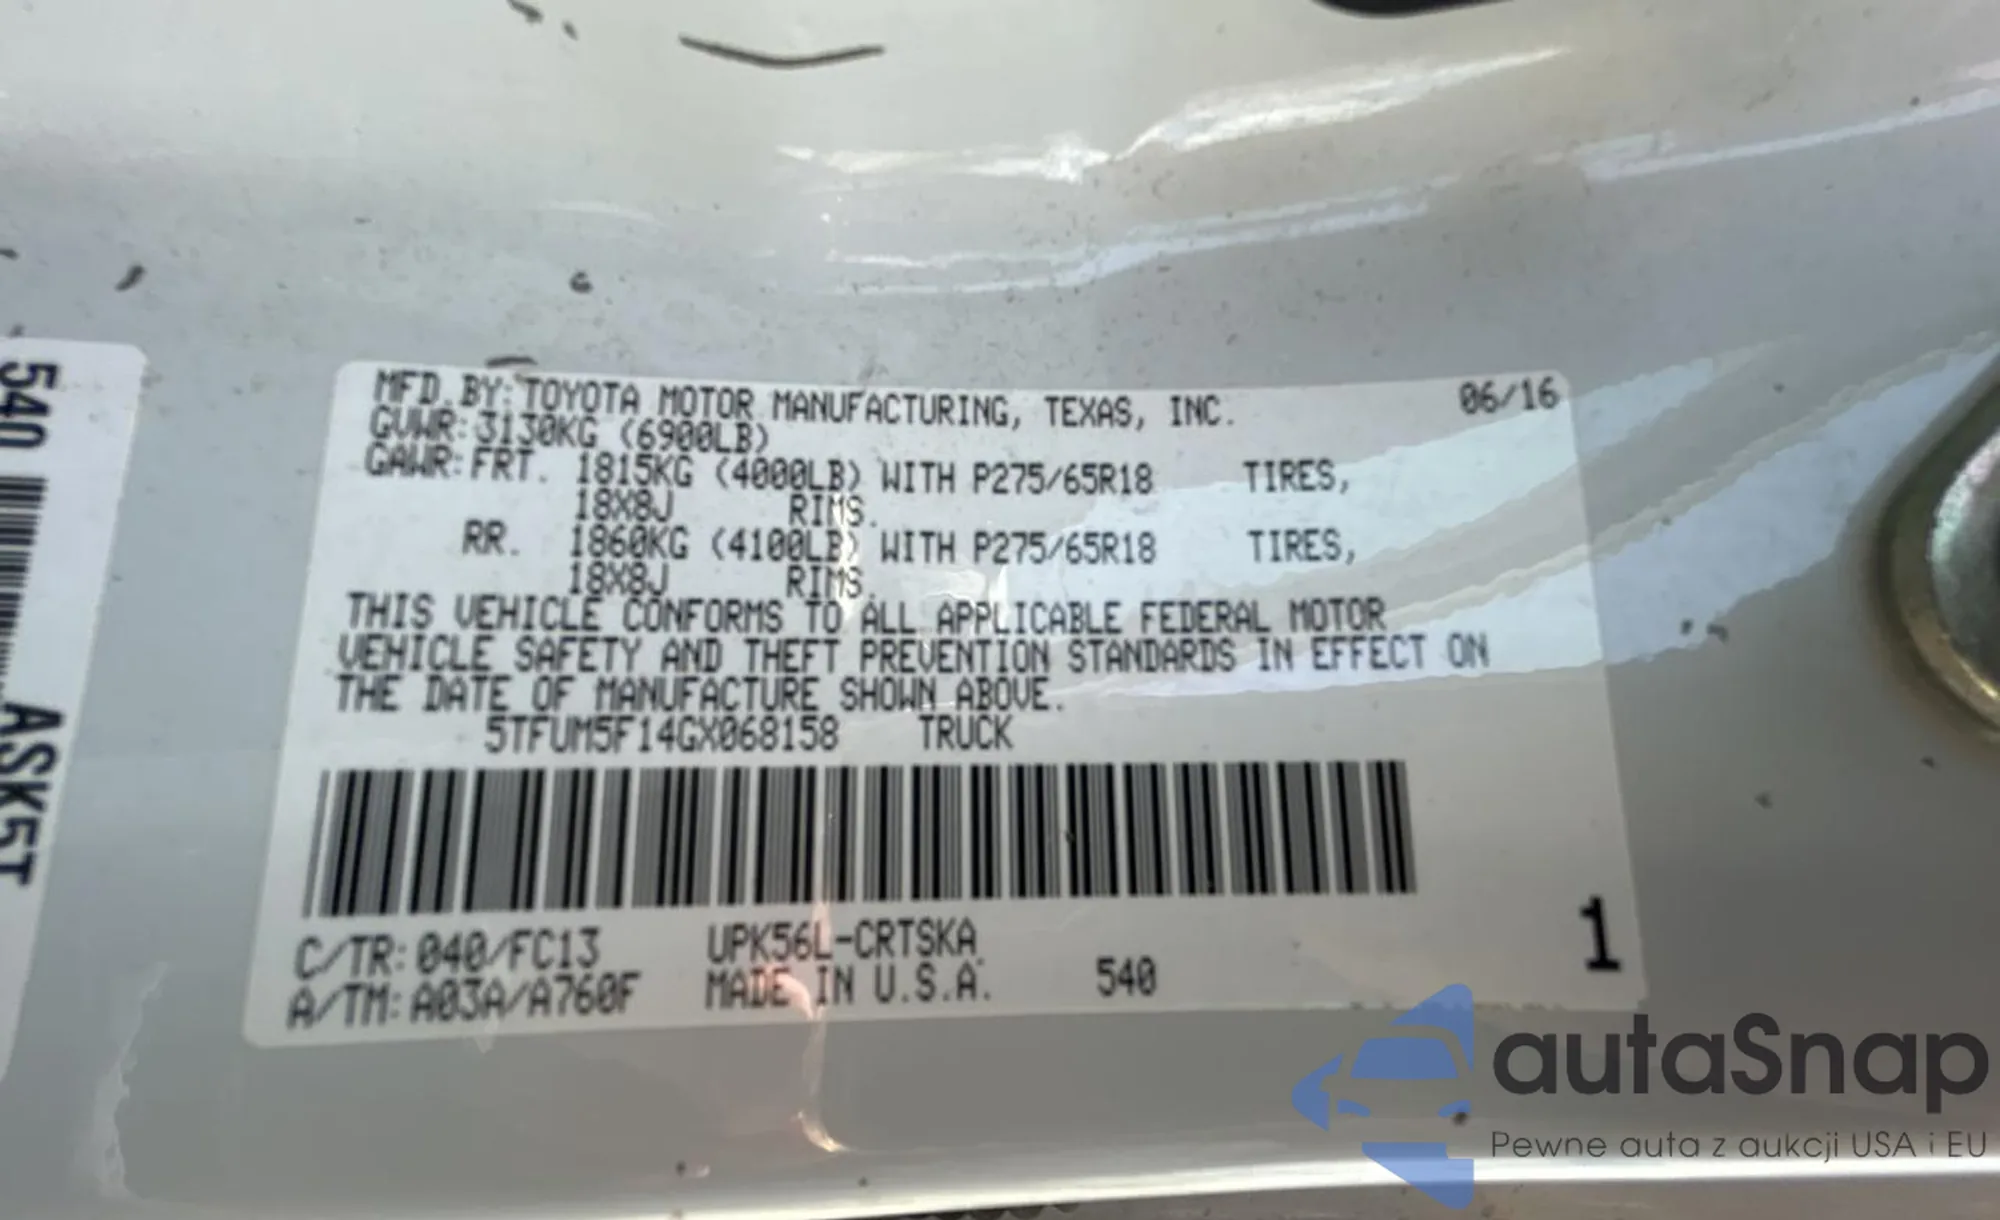 MFD. BY: TOYOTA MOTOR MANUFACTURING, TEXAS, INC. 06/16
GVWR: 3130KG (6900LB)
GAWR: FRT. 1815KG (4000LB) WITH P275/65R18 TIRES,
18X8J RIMS.
RR. 1860KG (4100LB) WITH P275/65R18 TIRES,
18X8J RIMS.
THIS VEHICLE CONFORMS TO ALL APPLICABLE FEDERAL MOTOR
VEHICLE SAFETY AND THEFT PREVENTION STANDARDS IN EFFECT ON
THE DATE OF MANUFACTURE SHOWN ABOVE.
5TFUM5F14GX068158 TRUCK
C/TR: 040/FC13 UPK56L-CRTSKA
A/TM: A03A/A760F MADE IN U.S.A. 540
1
540
ASK5T
autaSnap
Pewne auta z aukcji USA i EU